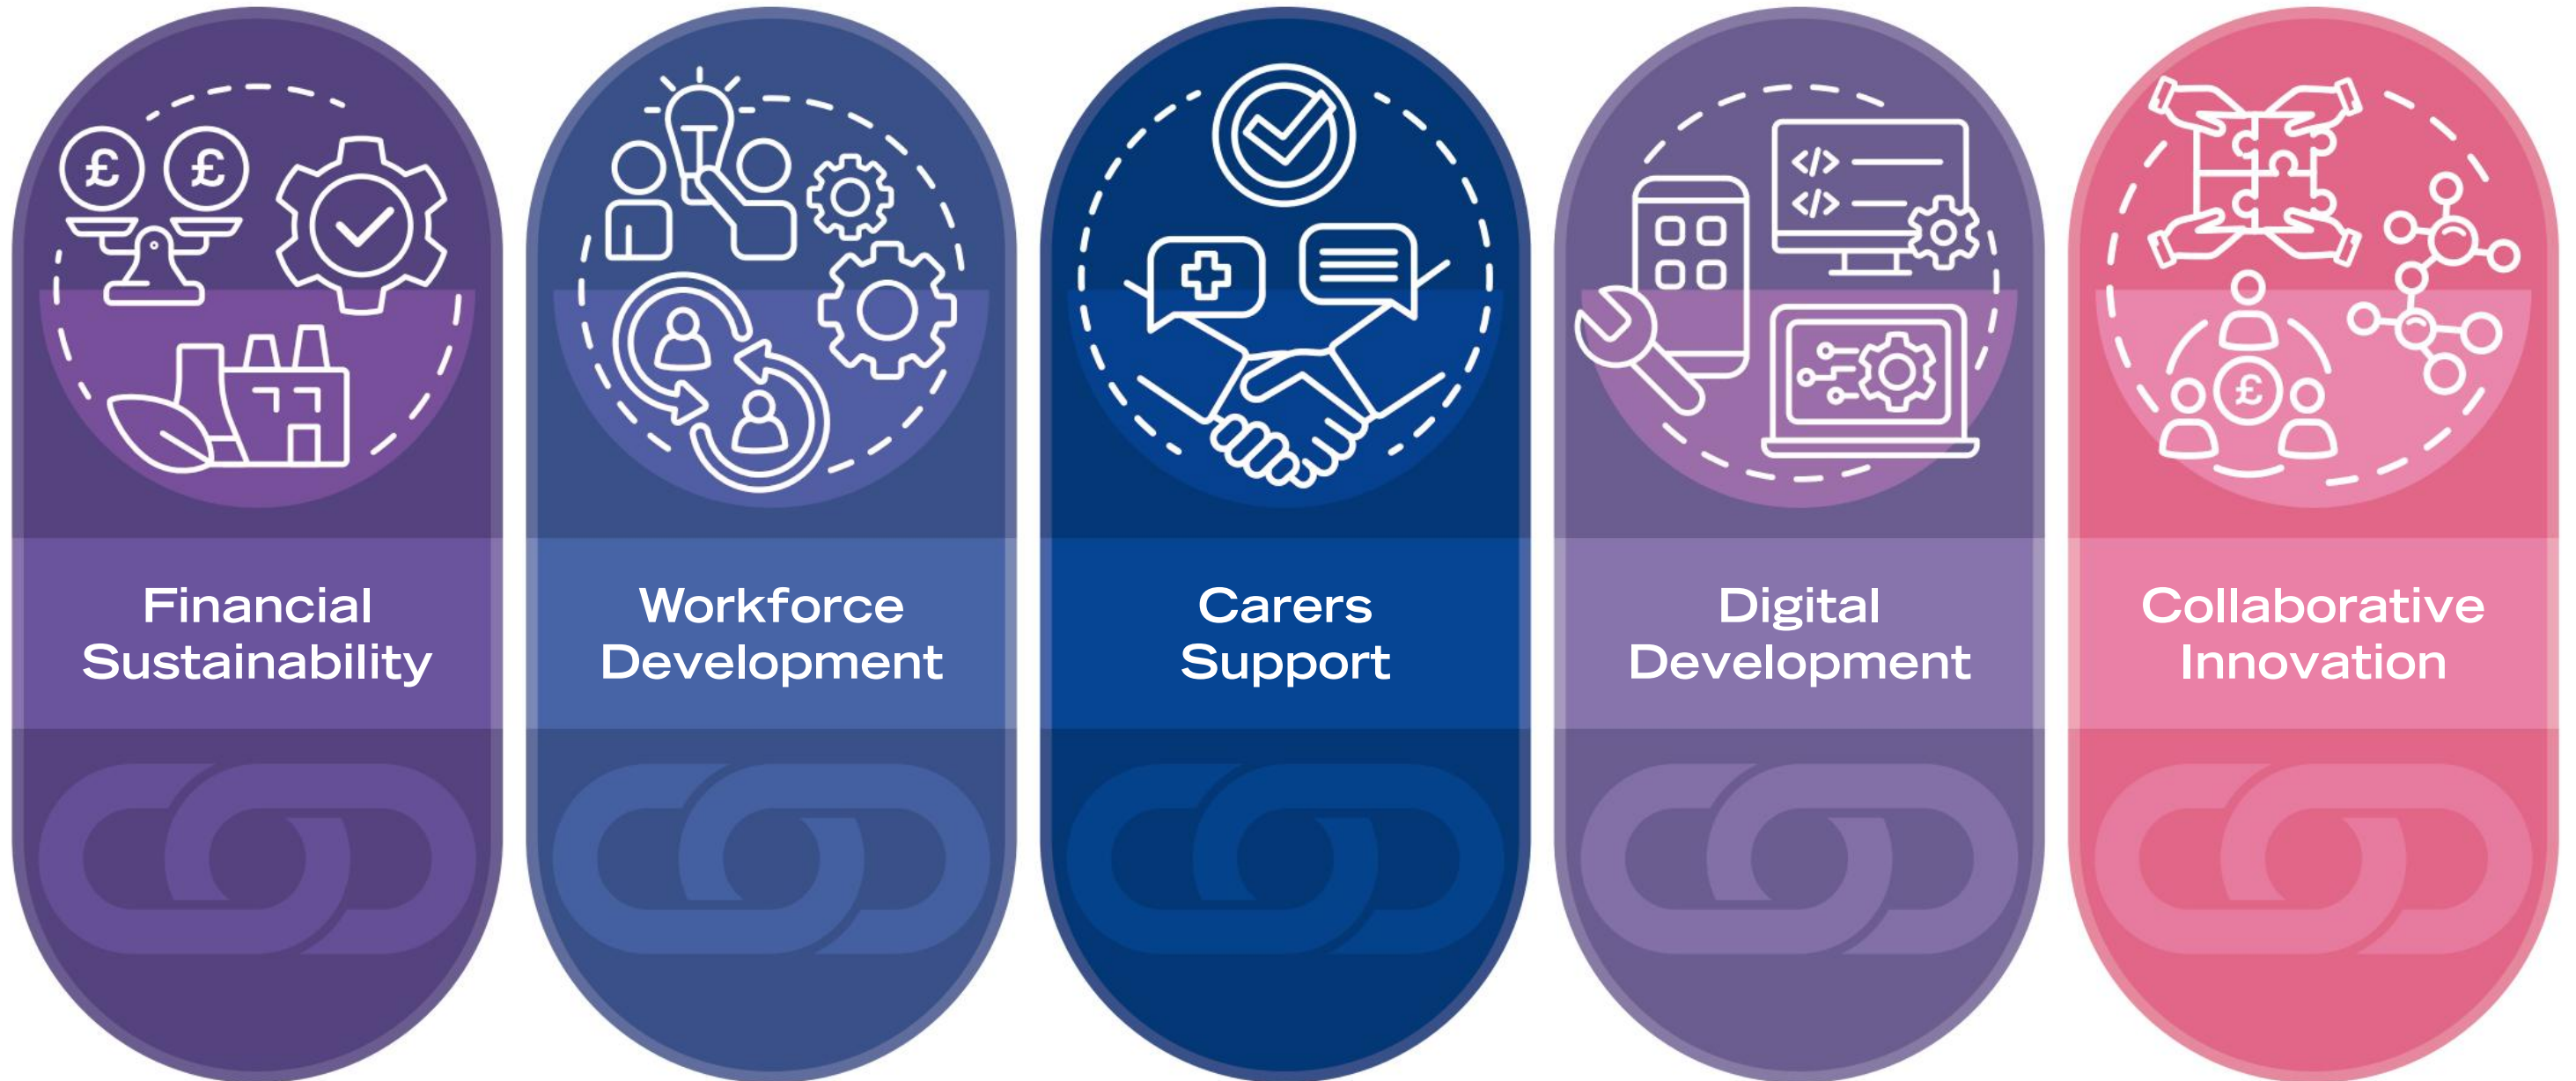 £ £
</>
</>
£
Financial
Sustainability
Workforce
Development
Carers
Support
Digital
Development
Collaborative
Innovation